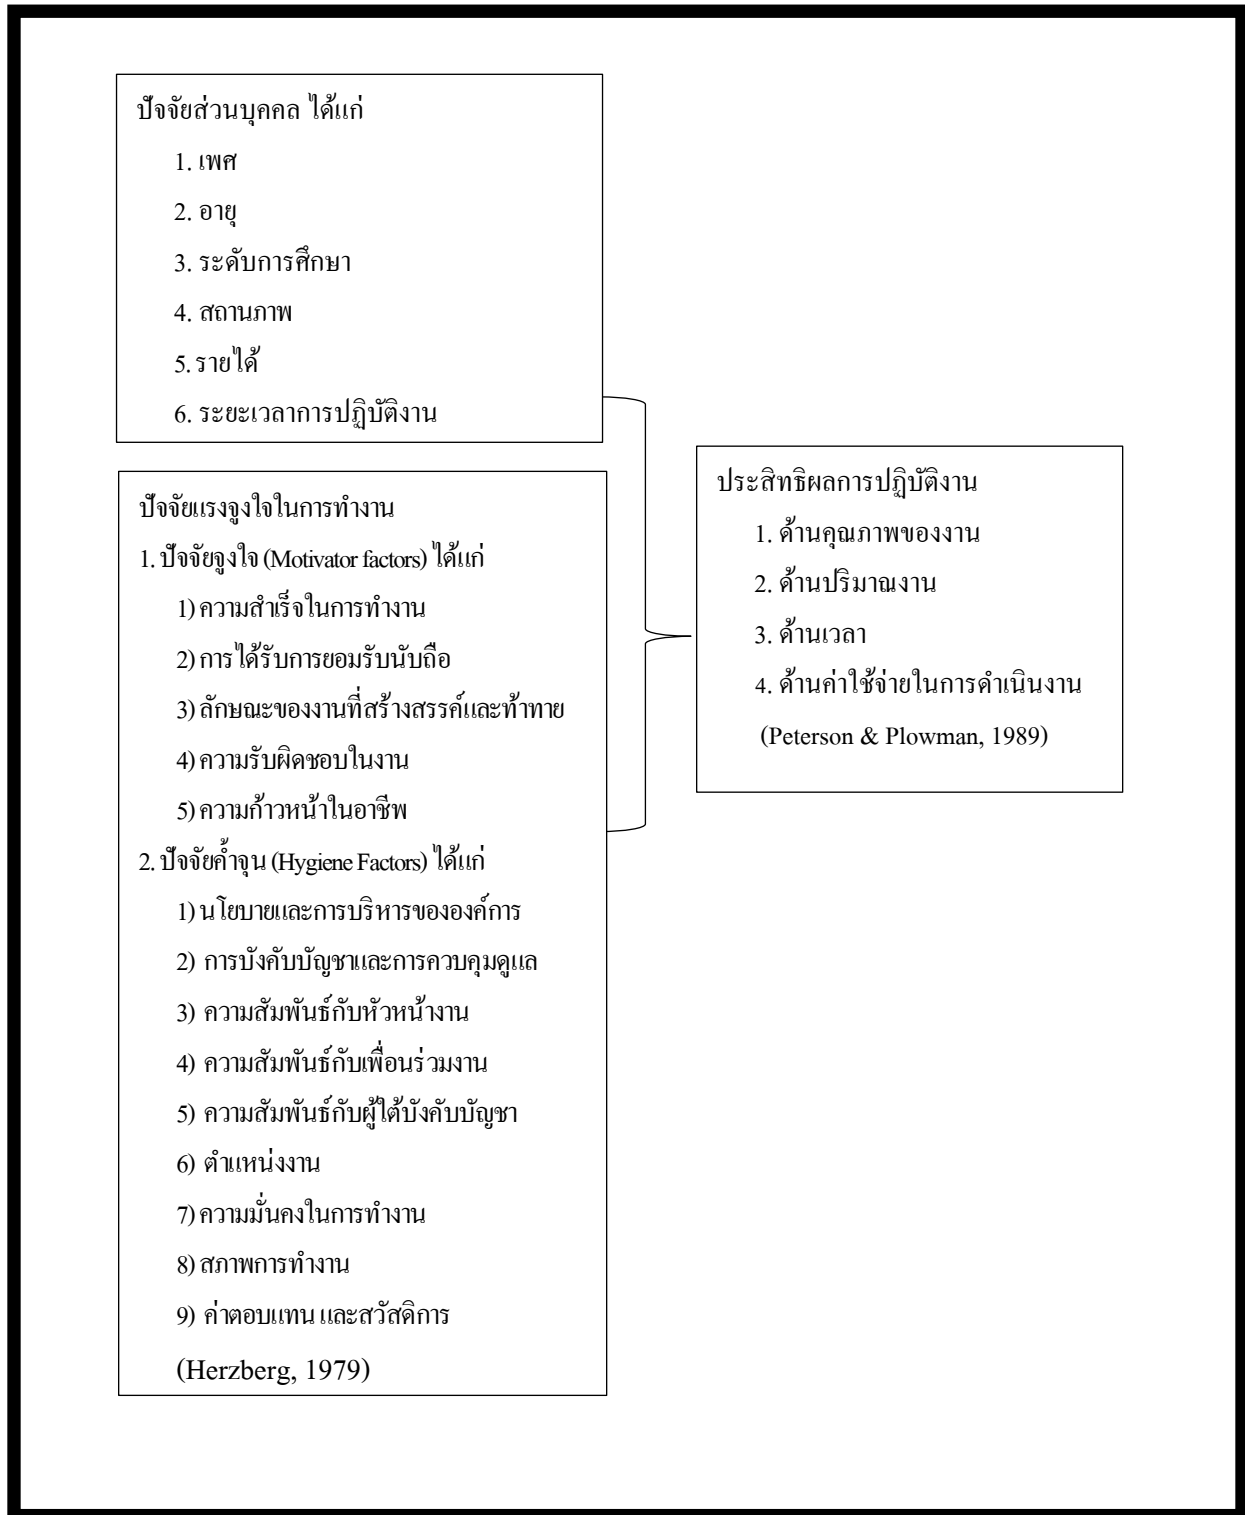 ปัจจัยส่วนบุคคล ได้แก่
1. เพศ
2. อายุ
3. ระดับการศึกษา
4. สถานภาพ
5. รายได้
6. ระยะเวลาการปฏิบัติงาน
ปัจจัยแรงจูงใจในการทำงาน
1. ปัจจัยจูงใจ (Motivator factors) ได้แก่
1) ความสำเร็จในการทำงาน
2) การได้รับการยอมรับนับถือ
3) ลักษณะของงานที่สร้างสรรค์และท้าทาย
4) ความรับผิดชอบในงาน
5) ความก้าวหน้าในอาชีพ
2. ปัจจัยค้ำจุน (Hygiene Factors) ได้แก่
1) นโยบายและการบริหารขององค์การ
2) การบังคับบัญชาและการควบคุมดูแล
3) ความสัมพันธ์กับหัวหน้างาน
4) ความสัมพันธ์กับเพื่อนร่วมงาน
5) ความสัมพันธ์กับผู้ใต้บังคับบัญชา
6) ตำแหน่งงาน
7) ความมั่นคงในการทำงาน
8) สภาพการทำงาน
9) ค่าตอบแทน และสวัสดิการ
(Herzberg, 1979)
ประสิทธิผลการปฏิบัติงาน
1. ด้านคุณภาพของงาน
2. ด้านปริมาณงาน
3. ด้านเวลา
4. ด้านค่าใช้จ่ายในการดำเนินงาน
(Peterson & Plowman, 1989)